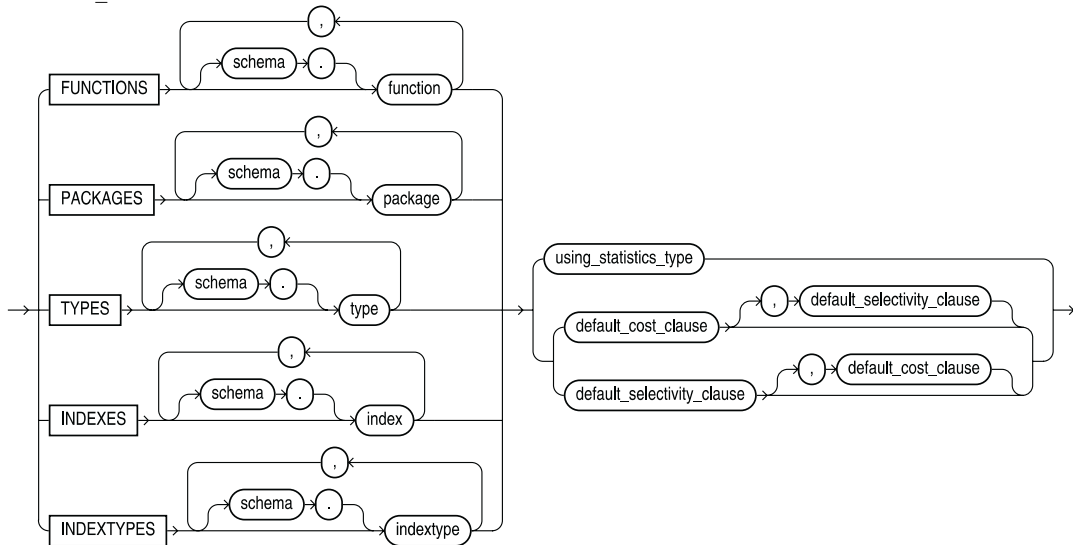 ,
schema .
FUNCTIONS function
,
schema .
PACKAGES package
,
schema .
TYPES type
,
schema .
INDEXES index
,
schema .
INDEXTYPES indextype
using_statistics_type
, default_selectivity_clause
default_cost_clause
, default_cost_clause
default_selectivity_clause